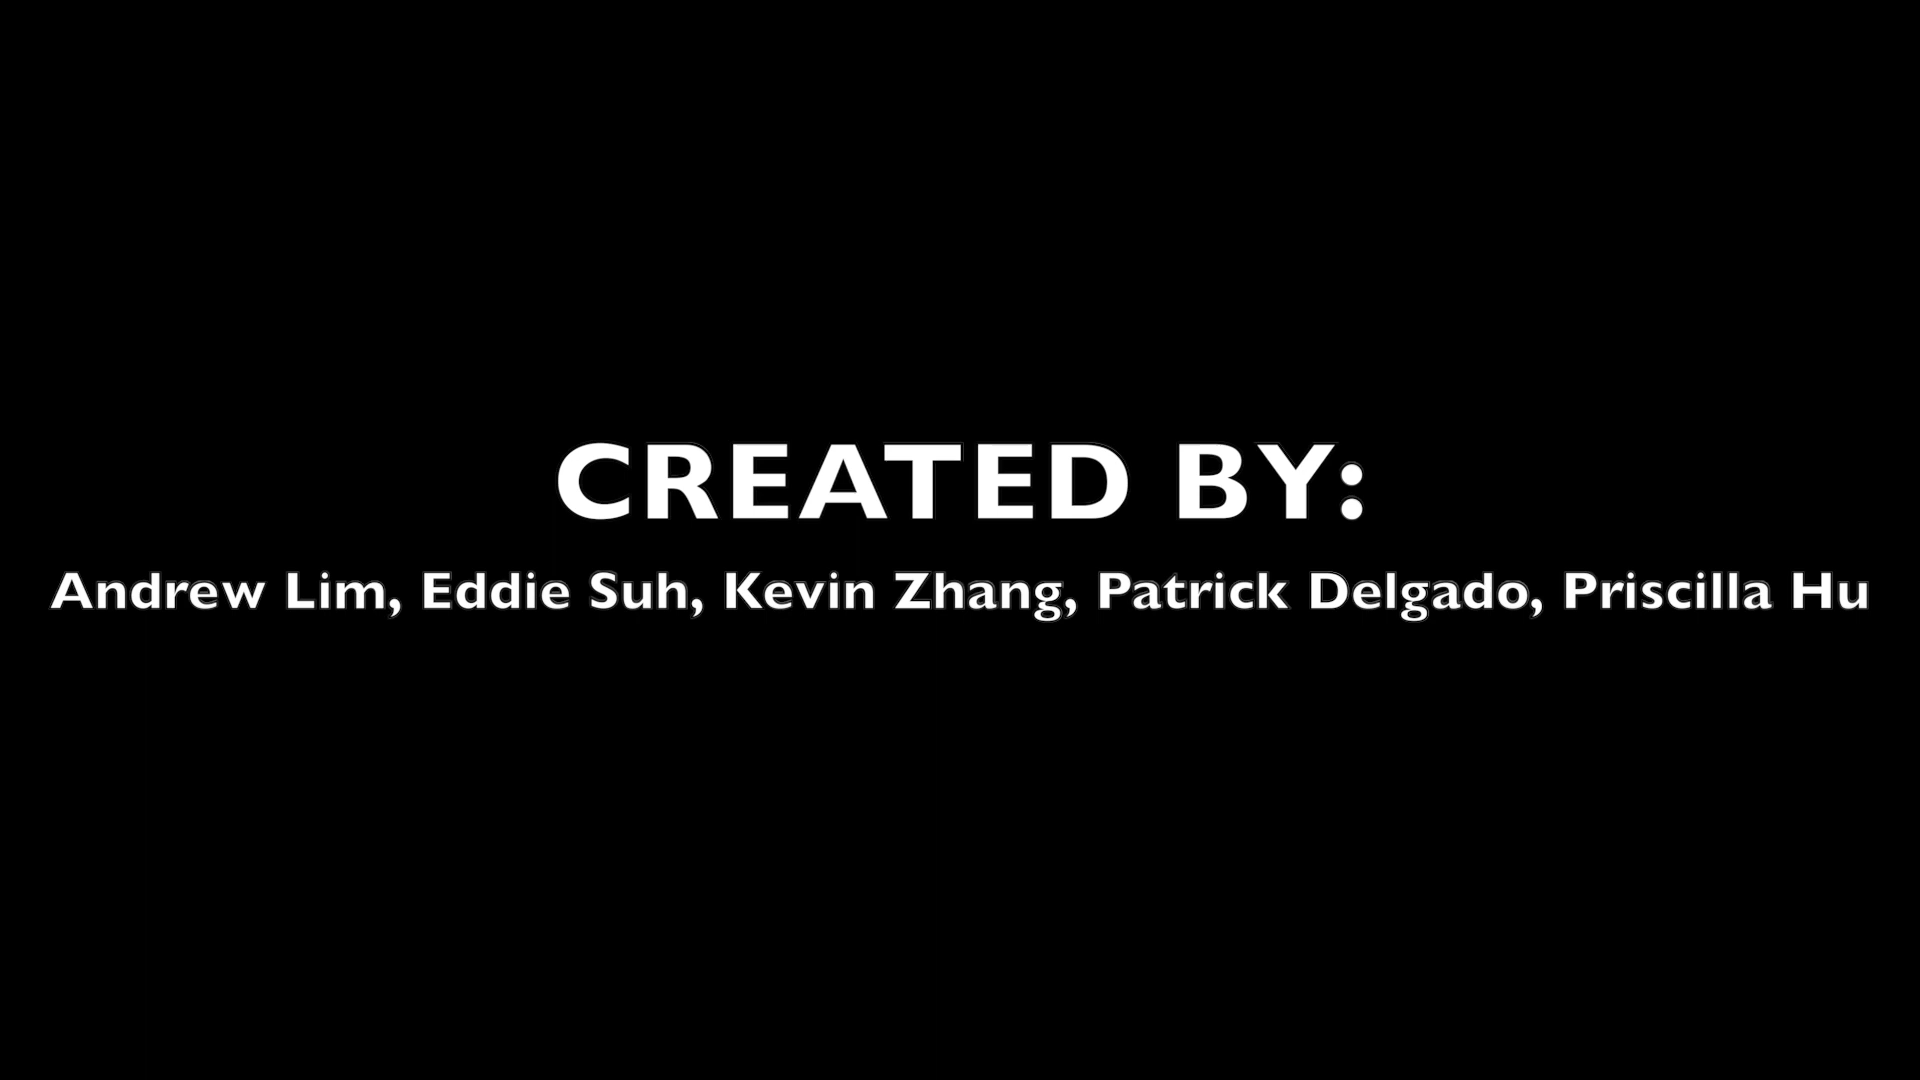 CREATED BY:
Andrew Lim, Eddie Suh, Kevin Zhang, Patrick Delgado, Priscilla Hu